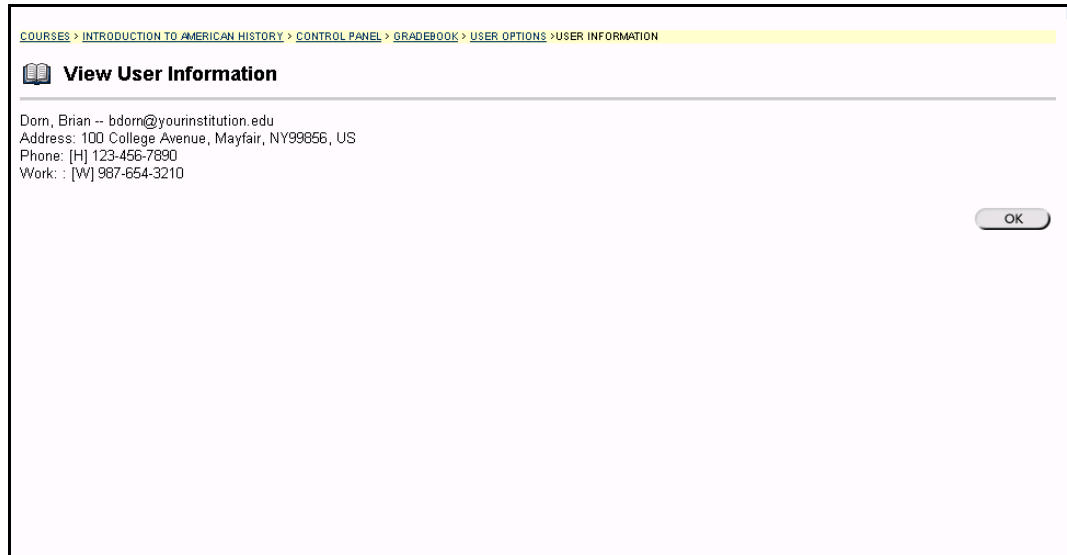 COURSES > INTRODUCTION TO AMERICAN HISTORY > CONTROL PANEL > GRADEBOOK > USER OPTIONS >USER INFORMATION
View User Information
Dorn, Brian -- bdorn@yourinstitution.edu
Address: 100 College Avenue, Mayfair, NY99856, US
Phone: [H] 123-456-7890
Work: : [W] 987-654-3210
OK